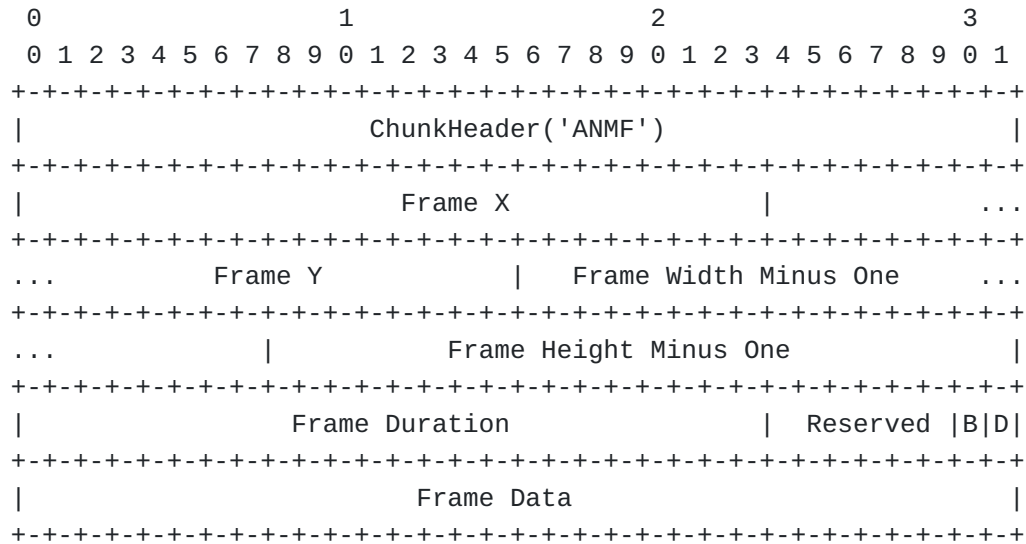 0                   1                   2                   3
 0 1 2 3 4 5 6 7 8 9 0 1 2 3 4 5 6 7 8 9 0 1 2 3 4 5 6 7 8 9 0 1
+-+-+-+-+-+-+-+-+-+-+-+-+-+-+-+-+-+-+-+-+-+-+-+-+-+-+-+-+-+-+-+-+
|                      ChunkHeader('ANMF')                      |
+-+-+-+-+-+-+-+-+-+-+-+-+-+-+-+-+-+-+-+-+-+-+-+-+-+-+-+-+-+-+-+-+
|                        Frame X                |             ...
+-+-+-+-+-+-+-+-+-+-+-+-+-+-+-+-+-+-+-+-+-+-+-+-+-+-+-+-+-+-+-+-+
...          Frame Y            |   Frame Width Minus One     ...
+-+-+-+-+-+-+-+-+-+-+-+-+-+-+-+-+-+-+-+-+-+-+-+-+-+-+-+-+-+-+-+-+
...             |           Frame Height Minus One              |
+-+-+-+-+-+-+-+-+-+-+-+-+-+-+-+-+-+-+-+-+-+-+-+-+-+-+-+-+-+-+-+-+
|                 Frame Duration                |  Reserved |B|D|
+-+-+-+-+-+-+-+-+-+-+-+-+-+-+-+-+-+-+-+-+-+-+-+-+-+-+-+-+-+-+-+-+
|                         Frame Data                            |
+-+-+-+-+-+-+-+-+-+-+-+-+-+-+-+-+-+-+-+-+-+-+-+-+-+-+-+-+-+-+-+-+